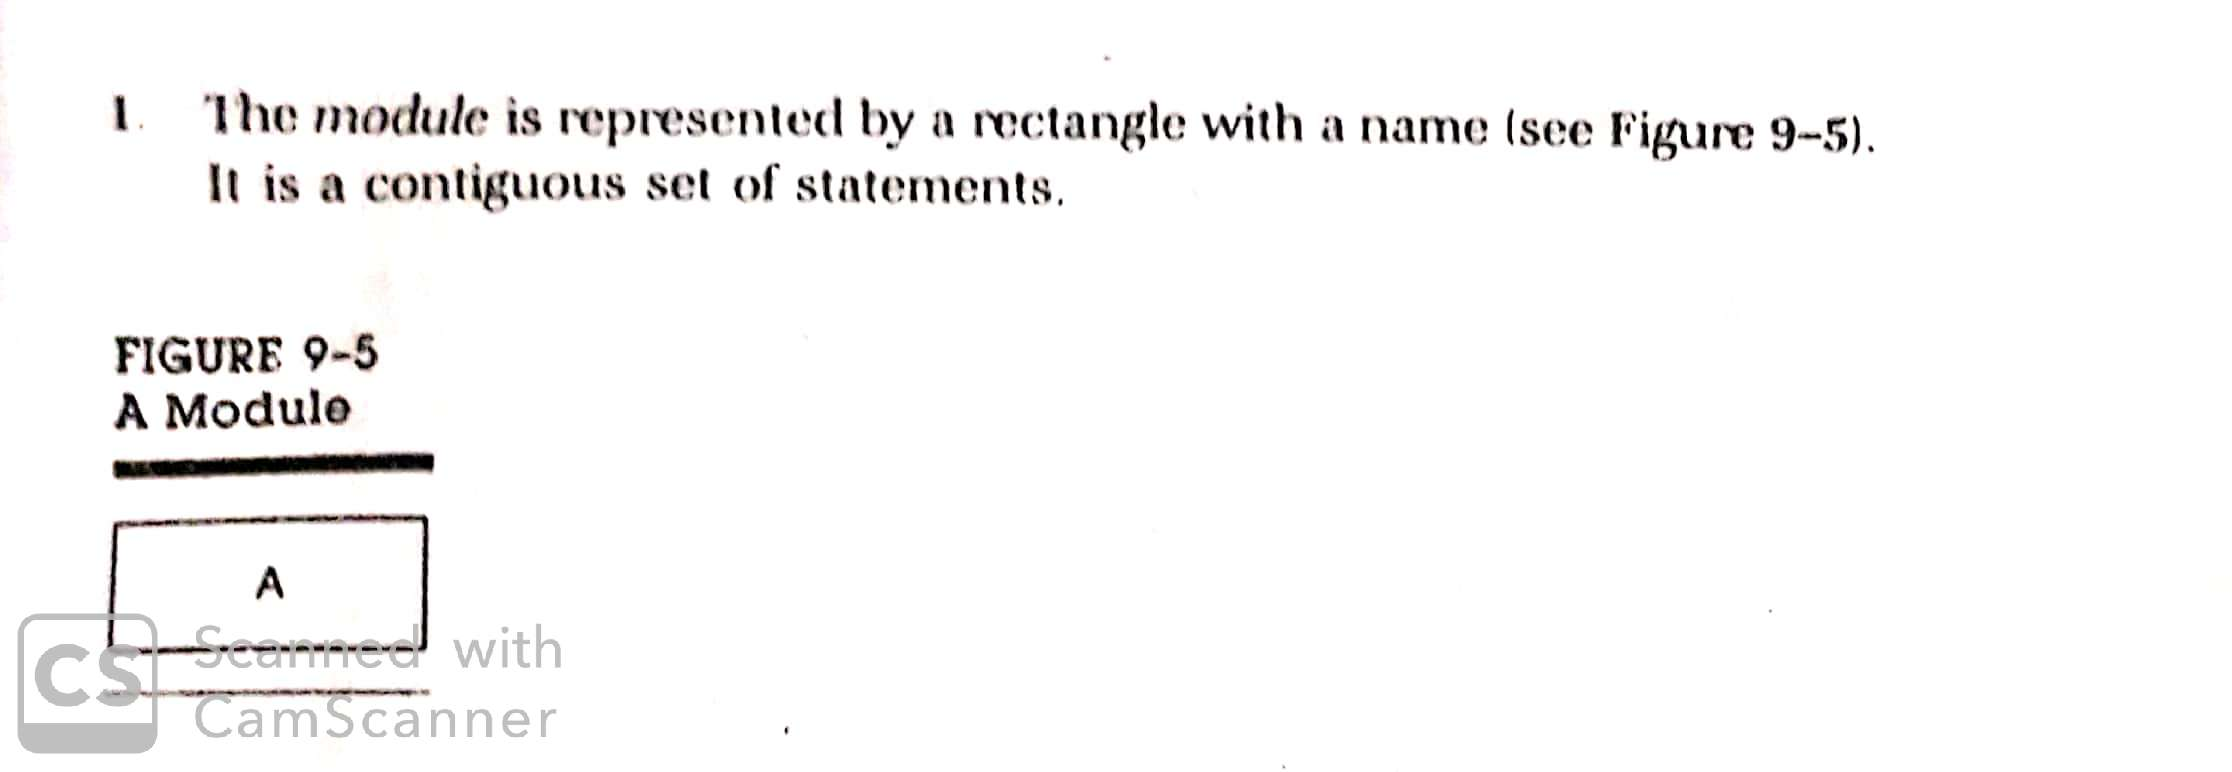 1. The module is represented by a rectangle with a name (see Figure 9-5).
It is a contiguous set of statements.
FIGURE 9-5
A Module
A
CS
Scanned with
CamScanner